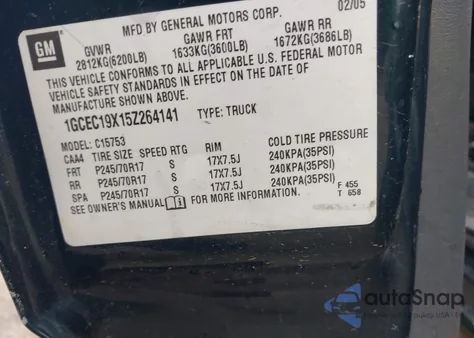 MFD BY GENERAL MOTORS CORP. 02/05
GM
GVWR GAWR FRT GAWR RR
2812KG(6200LB) 1633KG(3600LB) 1672KG(3686LB)
THIS VEHICLE CONFORMS TO ALL APPLICABLE U.S. FEDERAL MOTOR
VEHICLE SAFETY STANDARDS IN EFFECT ON THE DATE OF
MANUFACTURE SHOWN ABOVE.
1GCEC19X15Z264141 TYPE: TRUCK
MODEL: C15753
CAA4 TIRE SIZE SPEED RTG RIM COLD TIRE PRESSURE
FRT P245/70R17 S 17X7.5J 240KPA(35PSI)
RR P245/70R17 S 17X7.5J 240KPA(35PSI)
SPA P245/70R17 S 17X7.5J 240KPA(35PSI)
SEE OWNER'S MANUAL FOR MORE INFORMATION.
F 455
T 658
autoSnap